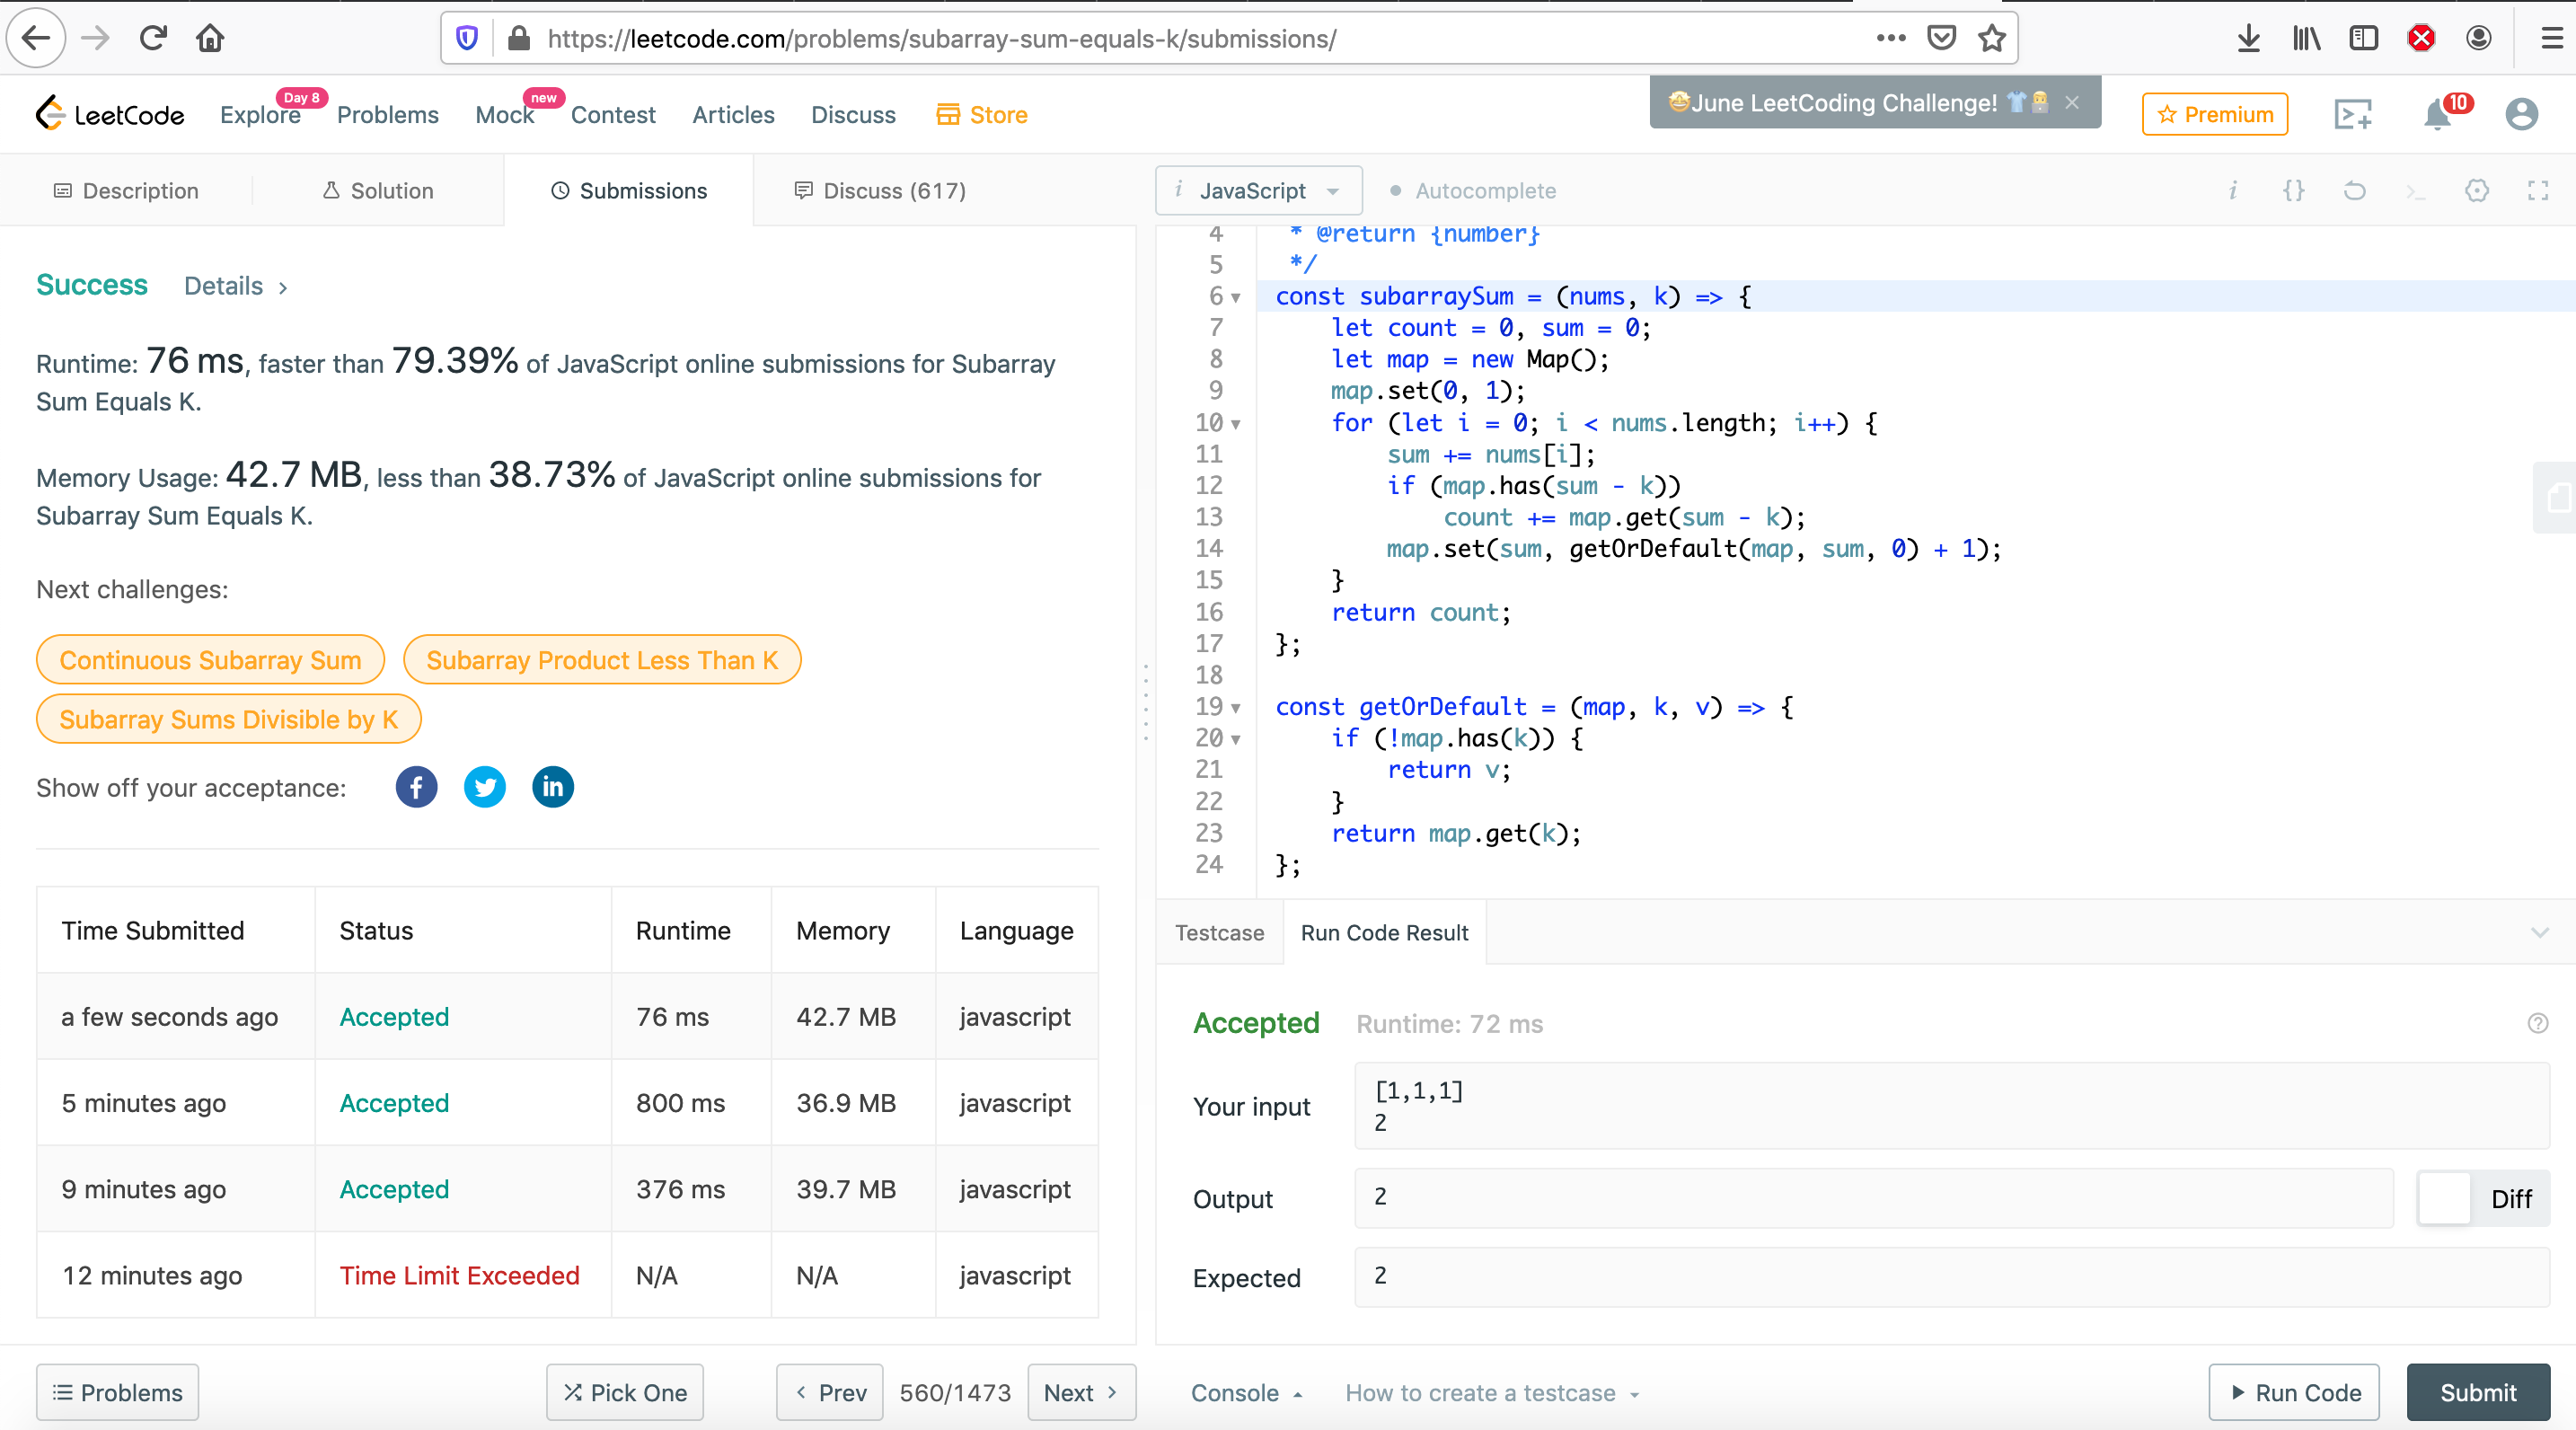 https://leetcode.com/problems/subarray-sum-equals-k/submissions/
LeetCode
Explore
Day 8
Problems
Mock
new
Contest
Articles
Discuss
Store
🤩June LeetCoding Challenge! 👕👨‍💻 ×
Premium
10
Description
Solution
Submissions
Discuss (617)
i JavaScript
Autocomplete
Success Details >
Runtime: 76 ms, faster than 79.39% of JavaScript online submissions for Subarray
Sum Equals K.
Memory Usage: 42.7 MB, less than 38.73% of JavaScript online submissions for
Subarray Sum Equals K.
Next challenges:
Continuous Subarray Sum
Subarray Product Less Than K
Subarray Sums Divisible by K
Show off your acceptance:
Time Submitted Status Runtime Memory Language
a few seconds ago Accepted 76 ms 42.7 MB javascript
5 minutes ago Accepted 800 ms 36.9 MB javascript
9 minutes ago Accepted 376 ms 39.7 MB javascript
12 minutes ago Time Limit Exceeded N/A N/A javascript
4 * @return {number}
5 */
6 const subarraySum = (nums, k) => {
7 let count = 0, sum = 0;
8 let map = new Map();
9 map.set(0, 1);
10 for (let i = 0; i < nums.length; i++) {
11 sum += nums[i];
12 if (map.has(sum - k))
13 count += map.get(sum - k);
14 map.set(sum, getOrDefault(map, sum, 0) + 1);
15 }
16 return count;
17 };
18
19 const getOrDefault = (map, k, v) => {
20 if (!map.has(k)) {
21 return v;
22 }
23 return map.get(k);
24 };
Testcase
Run Code Result
Accepted Runtime: 72 ms
Your input
[1,1,1]
2
Output
2
Diff
Expected
2
Problems
Pick One
< Prev
560/1473
Next >
Console
How to create a testcase
Run Code
Submit